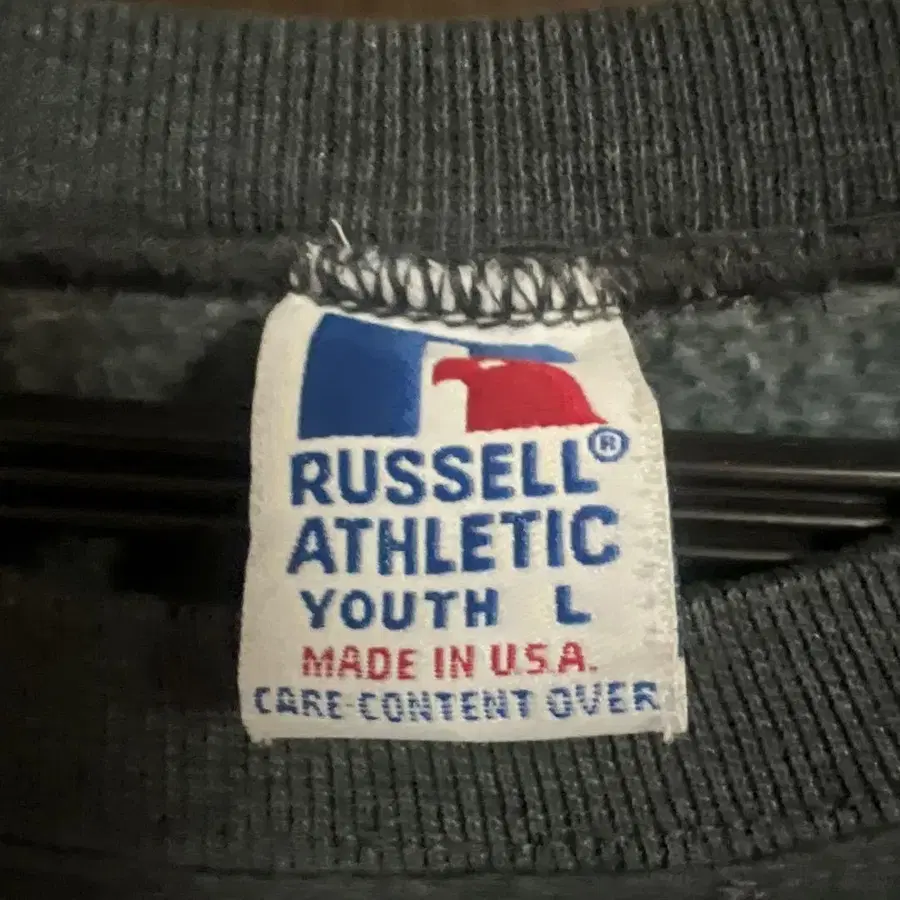 RUSSELL®
ATHLETIC
YOUTH L
MADE IN U.S.A.
CARE-CONTENT OVER